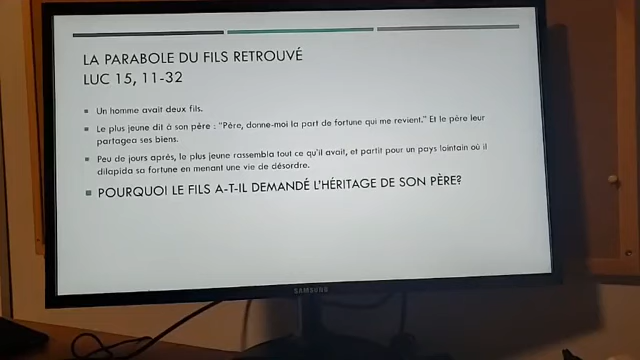 LA PARABOLE DU FILS RETROUVÉ
LUC 15, 11-32
Un homme avait deux fils.
Le plus jeune dit à son père : "Père, donne-moi la part de fortune qui me revient." Et le père leur
partagea ses biens.
Peu de jours après, le plus jeune rassembla tout ce qu'il avait, et partit pour un pays lointain où il
dilapida sa fortune en menant une vie de désordre.
POURQUOI LE FILS A-T-IL DEMANDÉ L'HÉRITAGE DE SON PÈRE?
SAMSUNG